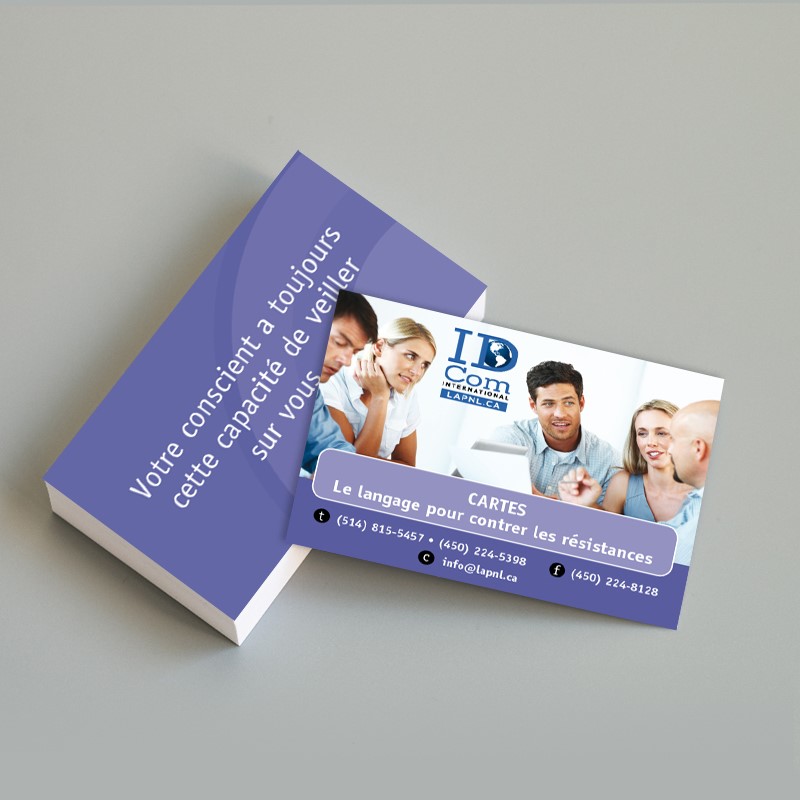 Votre conscient a toujours
cette capacité de veiller
sur vous
ID
Com
INTERNATIONAL
LAPNL.CA
CARTES
Le langage pour contrer les résistances
t (514) 815-5457 • (450) 224-5398
c info@lapnl.ca f (450) 224-8128